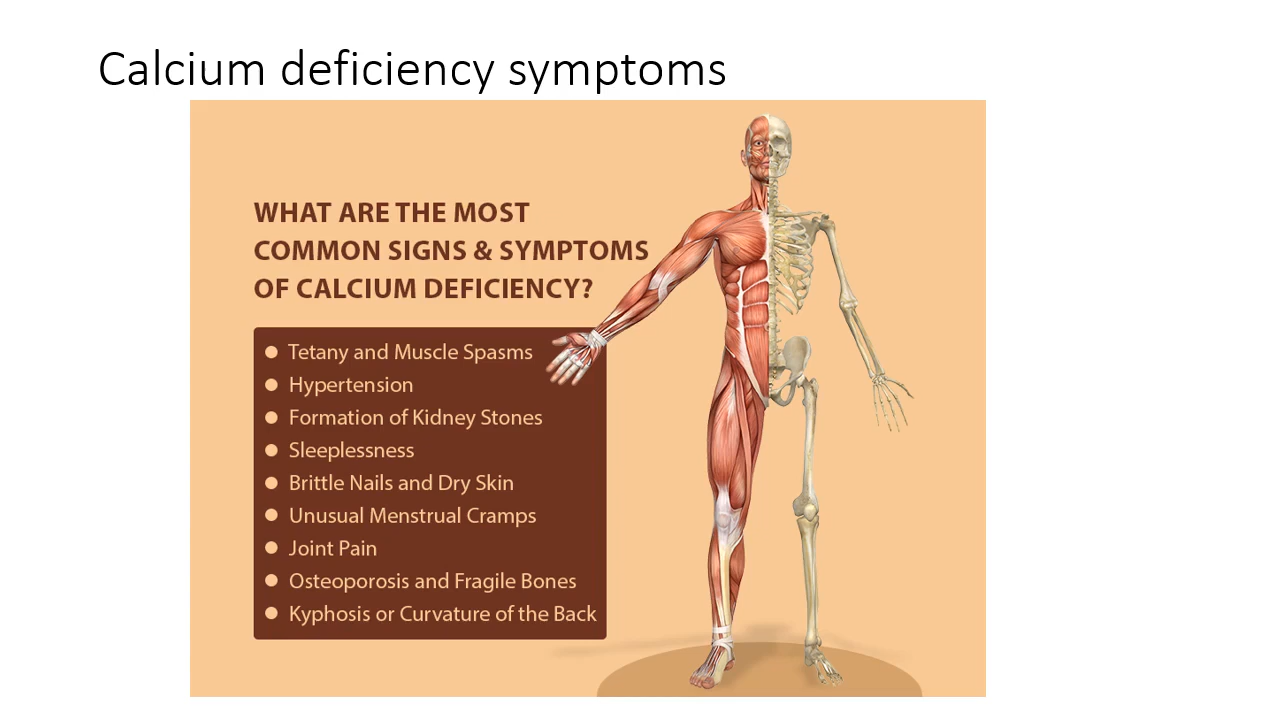 Calcium deficiency symptoms
WHAT ARE THE MOST
COMMON SIGNS & SYMPTOMS
OF CALCIUM DEFICIENCY?
Tetany and Muscle Spasms
Hypertension
Formation of Kidney Stones
Sleeplessness
Brittle Nails and Dry Skin
Unusual Menstrual Cramps
Joint Pain
Osteoporosis and Fragile Bones
Kyphosis or Curvature of the Back